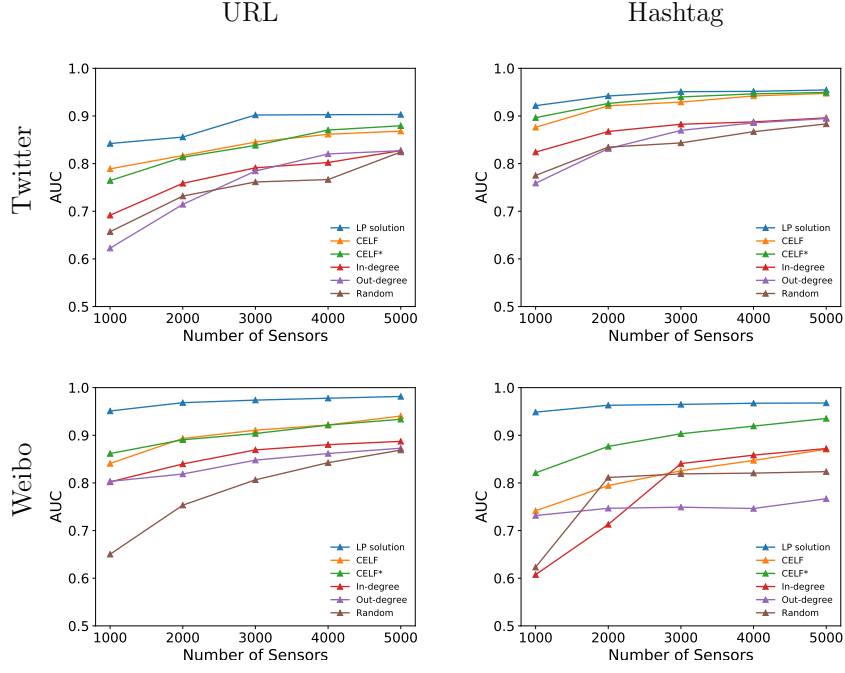 URL
Hashtag
Twitter
AUC
1.0
0.9
0.8
0.7
0.6
0.5
LP solution
CELF
CELF*
In-degree
Out-degree
Random
1000 2000 3000 4000 5000
Number of Sensors
AUC
1.0
0.9
0.8
0.7
0.6
0.5
LP solution
CELF
CELF*
In-degree
Out-degree
Random
1000 2000 3000 4000 5000
Number of Sensors
Weibo
AUC
1.0
0.9
0.8
0.7
0.6
0.5
LP solution
CELF
CELF*
In-degree
Out-degree
Random
1000 2000 3000 4000 5000
Number of Sensors
AUC
1.0
0.9
0.8
0.7
0.6
0.5
LP solution
CELF
CELF*
In-degree
Out-degree
Random
1000 2000 3000 4000 5000
Number of Sensors